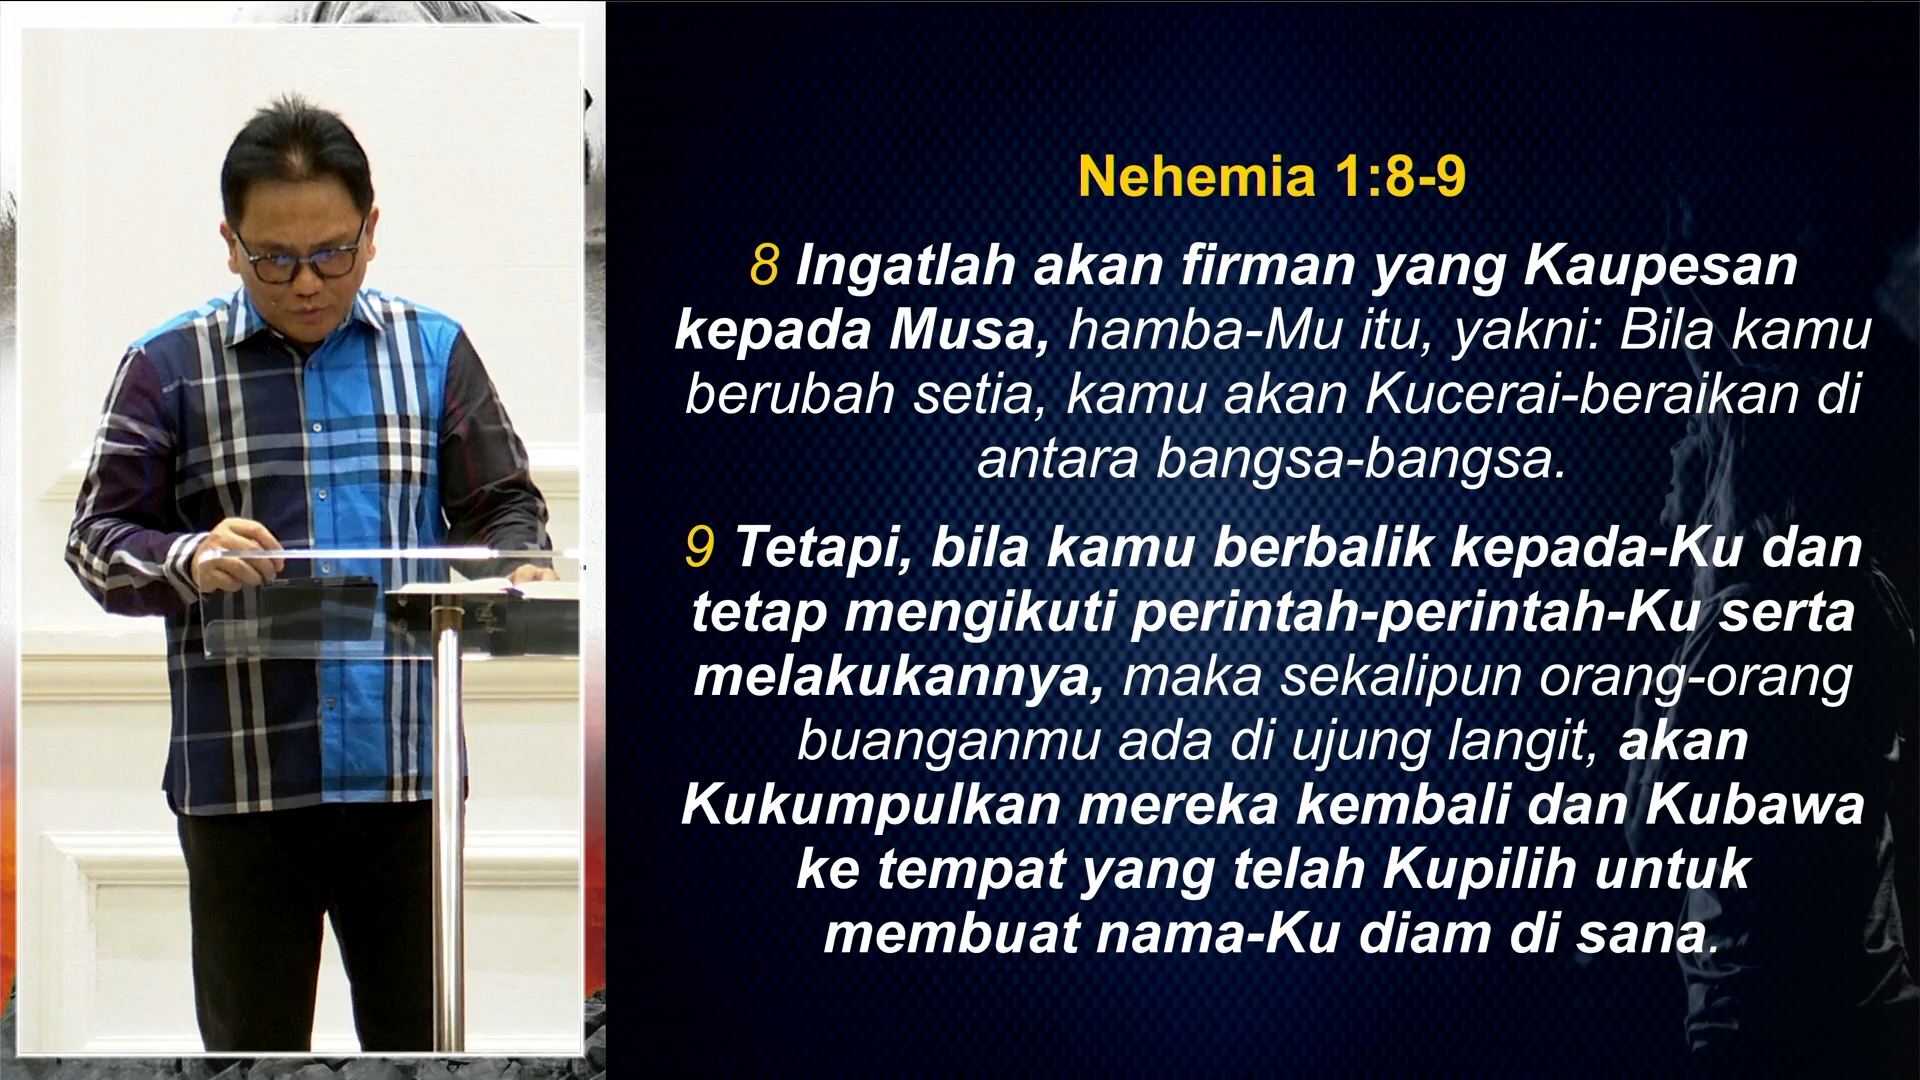 Nehemia 1:8-9
8 Ingatlah akan firman yang Kaupesan
kepada Musa, hamba-Mu itu, yakni: Bila kamu
berubah setia, kamu akan Kucerai-beraikan di
antara bangsa-bangsa.
9 Tetapi, bila kamu berbalik kepada-Ku dan
tetap mengikuti perintah-perintah-Ku serta
melakukannya, maka sekalipun orang-orang
buanganmu ada di ujung langit, akan
Kukumpulkan mereka kembali dan Kubawa
ke tempat yang telah Kupilih untuk
membuat nama-Ku diam di sana.